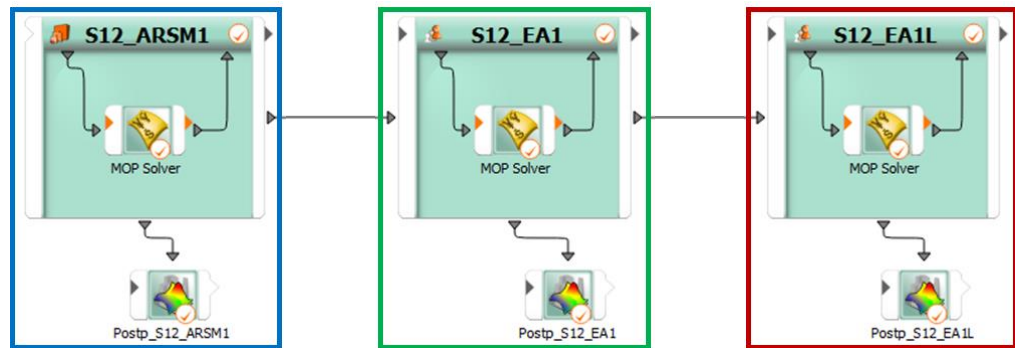 S12_ARSM1
S12_EA1
S12_EA1L
MOP Solver
MOP Solver
MOP Solver
Postp_S12_ARSM1
Postp_S12_EA1
Postp_S12_EA1L